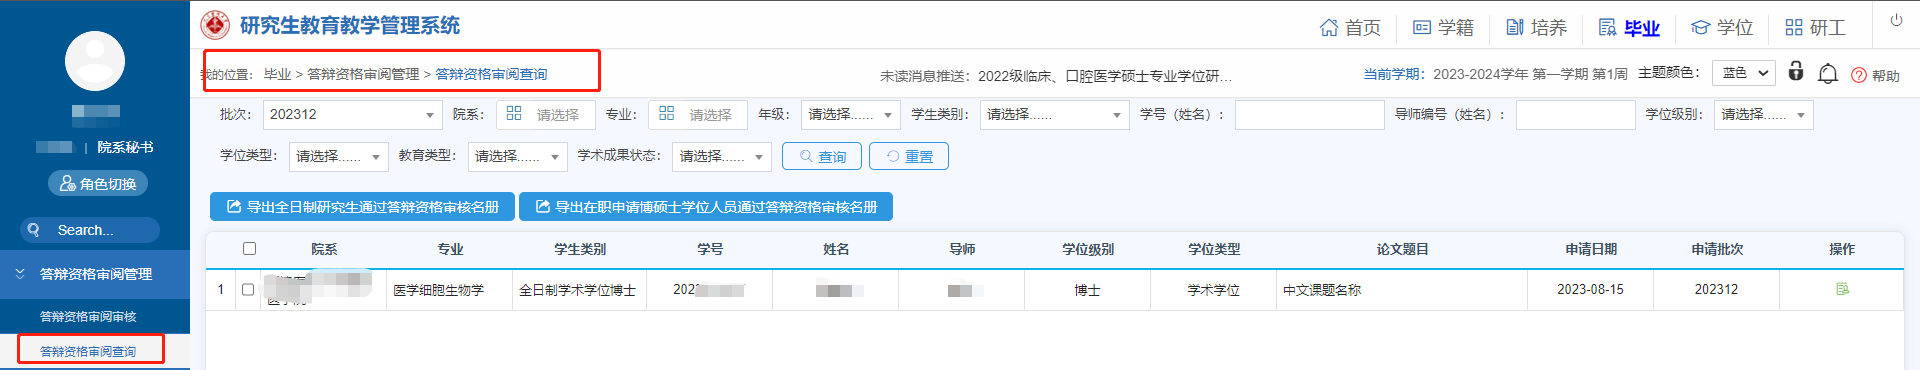 研究生教育教学管理系统
首页 学籍 培养 毕业 学位 研工
我的位置: 毕业 > 答辩资格审阅管理 > 答辩资格审阅查询
未读消息推送: 2022级临床、口腔医学硕士专业学位研...
当前学期: 2023-2024学年 第一学期 第1周 主题颜色: 蓝色 帮助
院系秘书
角色切换
Search...
答辩资格审阅管理
答辩资格审阅审核
答辩资格审阅查询
批次: 202312 院系: 请选择 专业: 请选择 年级: 请选择...... 学生类别: 请选择...... 学号（姓名）: 导师编号（姓名）: 学位级别: 请选择......
学位类型: 请选择...... 教育类型: 请选择...... 学术成果状态: 请选择...... 查询 重置
导出全日制研究生通过答辩资格审核名册 导出在职申请博硕士学位人员通过答辩资格审核名册
院系 专业 学生类别 学号 姓名 导师 学位级别 学位类型 论文题目 申请日期 申请批次 操作
1 医学细胞生物学 全日制学术学位博士 2022 博士 学术学位 中文课题名称 2023-08-15 202312